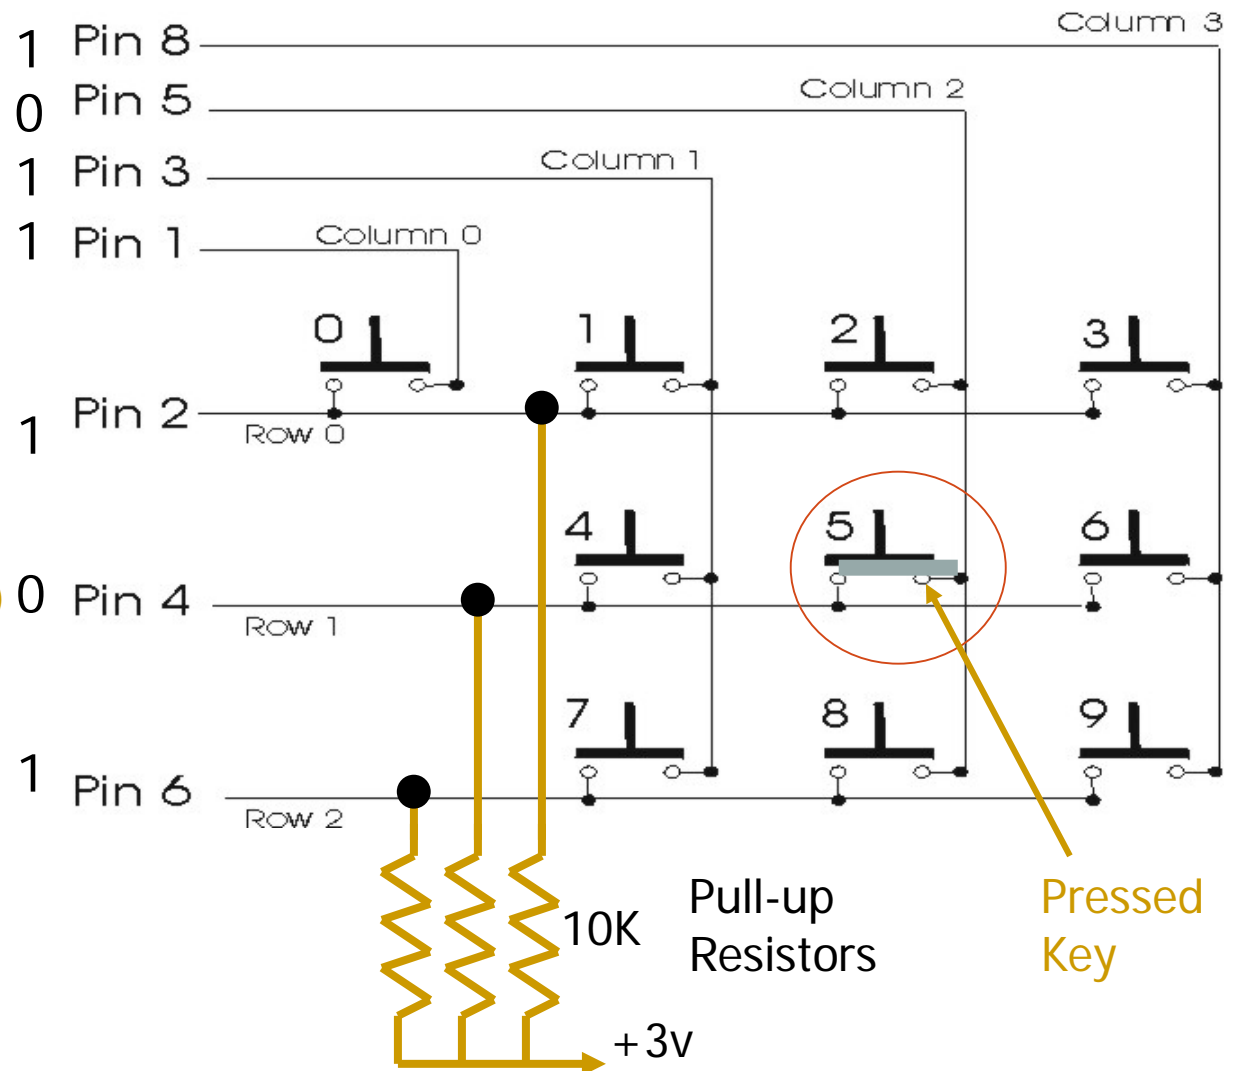 Column 3
1 Pin 8
Column 2
0 Pin 5
Column 1
1 Pin 3
Column 0
1 Pin 1
0 1 2 3
1 Pin 2
Row 0
4 5 6
0 Pin 4
Row 1
7 8 9
1 Pin 6
Row 2
10K
Pull-up
Resistors
Pressed
Key
+3v